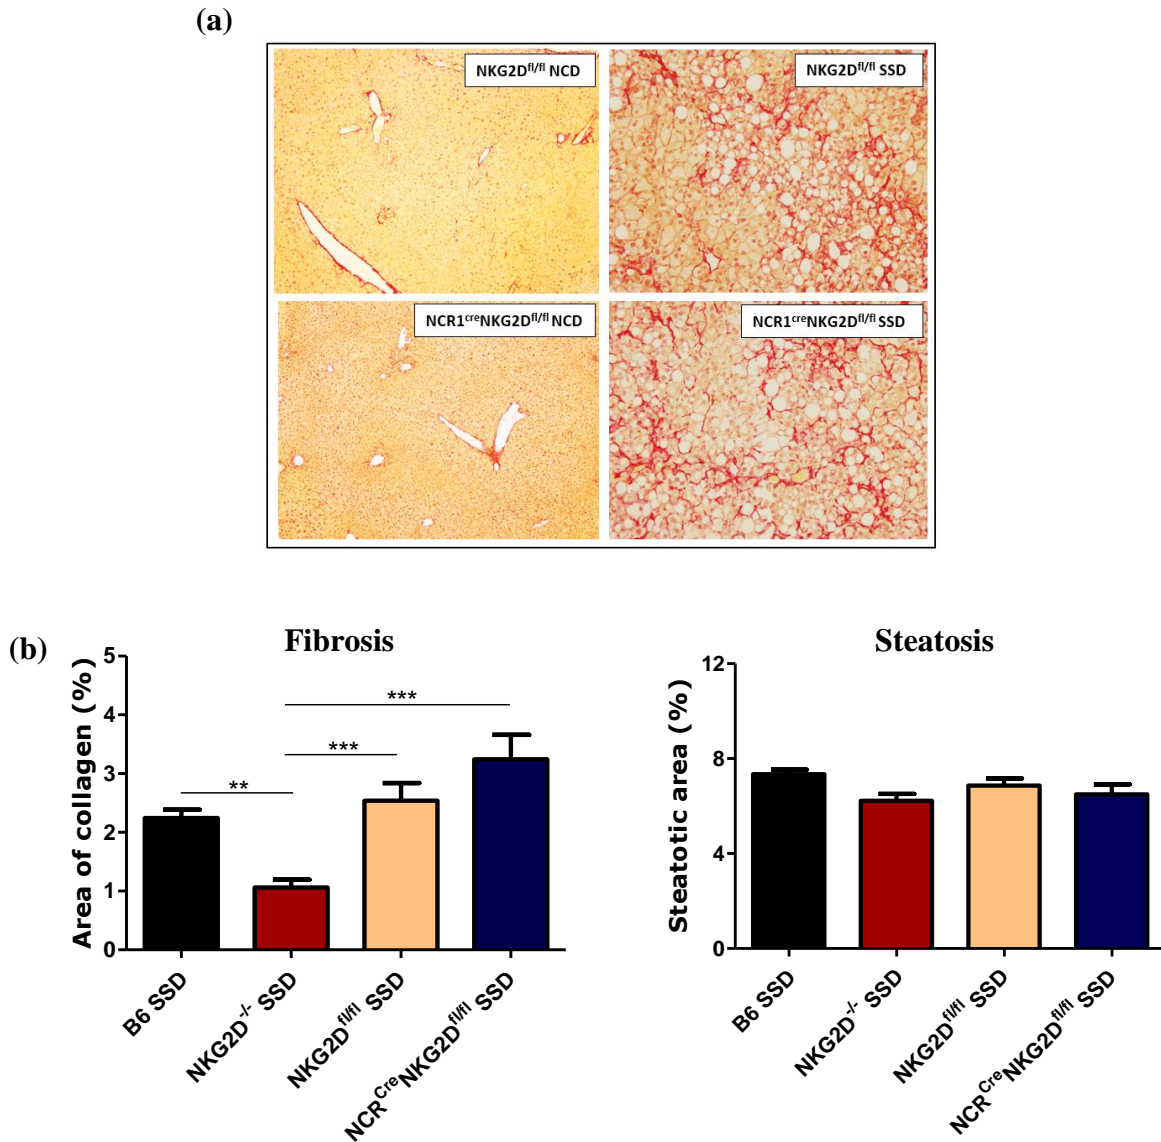 (a)
NKG2Dfl/fl NCD
NKG2Dfl/fl SSD
NCR1creNKG2Dfl/fl NCD
NCR1creNKG2Dfl/fl SSD
(b)
Fibrosis
Area of collagen (%)
5
4
3
2
1
0
**
***
***
B6 SSD
NKG2D-/- SSD
NKG2Dfl/fl SSD
NCRCreNKG2Dfl/fl SSD
Steatosis
Steatotic area (%)
12
8
4
0
B6 SSD
NKG2D-/- SSD
NKG2Dfl/fl SSD
NCRCreNKG2Dfl/fl SSD